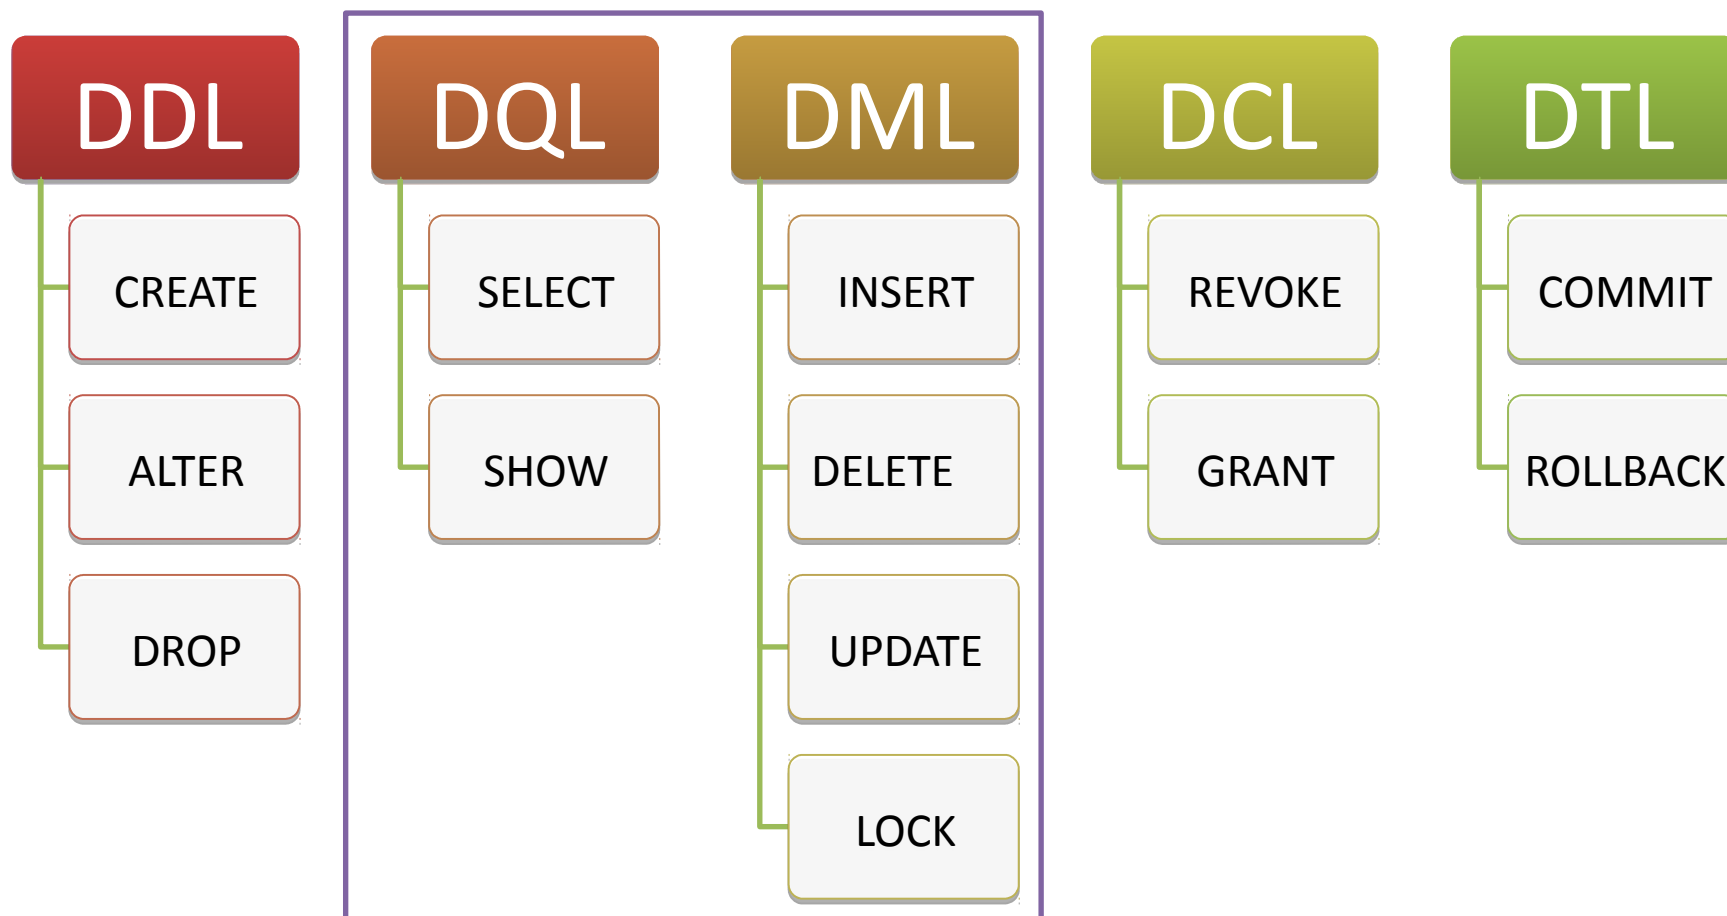 DDL
CREATE
ALTER
DROP
DQL
SELECT
SHOW
DML
INSERT
DELETE
UPDATE
LOCK
DCL
REVOKE
GRANT
DTL
COMMIT
ROLLBACK